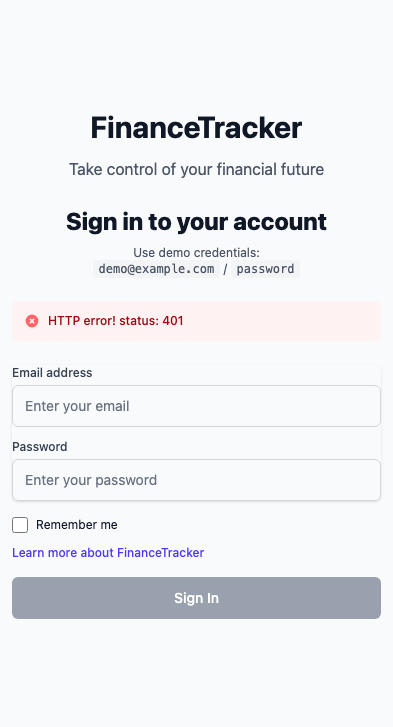 FinanceTracker
Take control of your financial future
Sign in to your account
Use demo credentials:
demo@example.com / password
HTTP error! status: 401
Email address
Enter your email
Password
Enter your password
Remember me
Learn more about FinanceTracker
Sign In